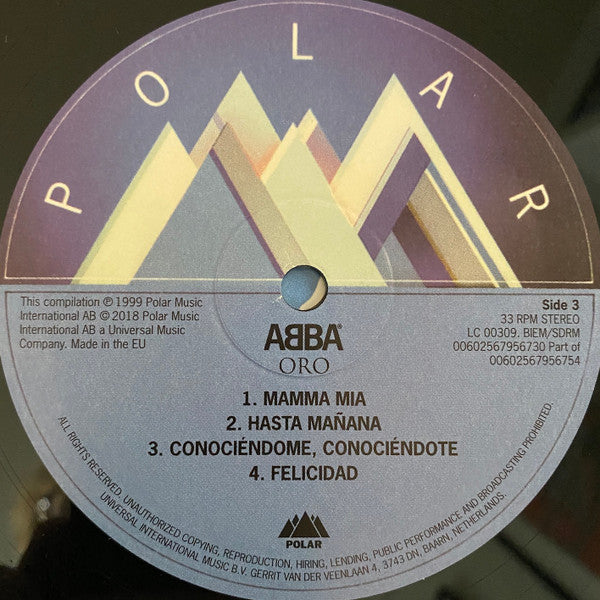 POLAR
This compilation ℗ 1999 Polar Music
International AB © 2018 Polar Music
International AB a Universal Music
Company. Made in the EU
Side 3
33 RPM STEREO
LC 00309. BIEM/SDRM
00602567956730 Part of
00602567956754
ABBA®
ORO
1. MAMMA MIA
2. HASTA MAÑANA
3. CONOCIÉNDOME, CONOCIÉNDOTE
4. FELICIDAD
POLAR
ALL RIGHTS RESERVED. UNAUTHORIZED COPYING, REPRODUCTION, HIRING, LENDING, PUBLIC PERFORMANCE AND BROADCASTING PROHIBITED.
UNIVERSAL INTERNATIONAL MUSIC B.V. GERRIT VAN DER VEENLAAN 4, 3743 DN, BAARN, NETHERLANDS.